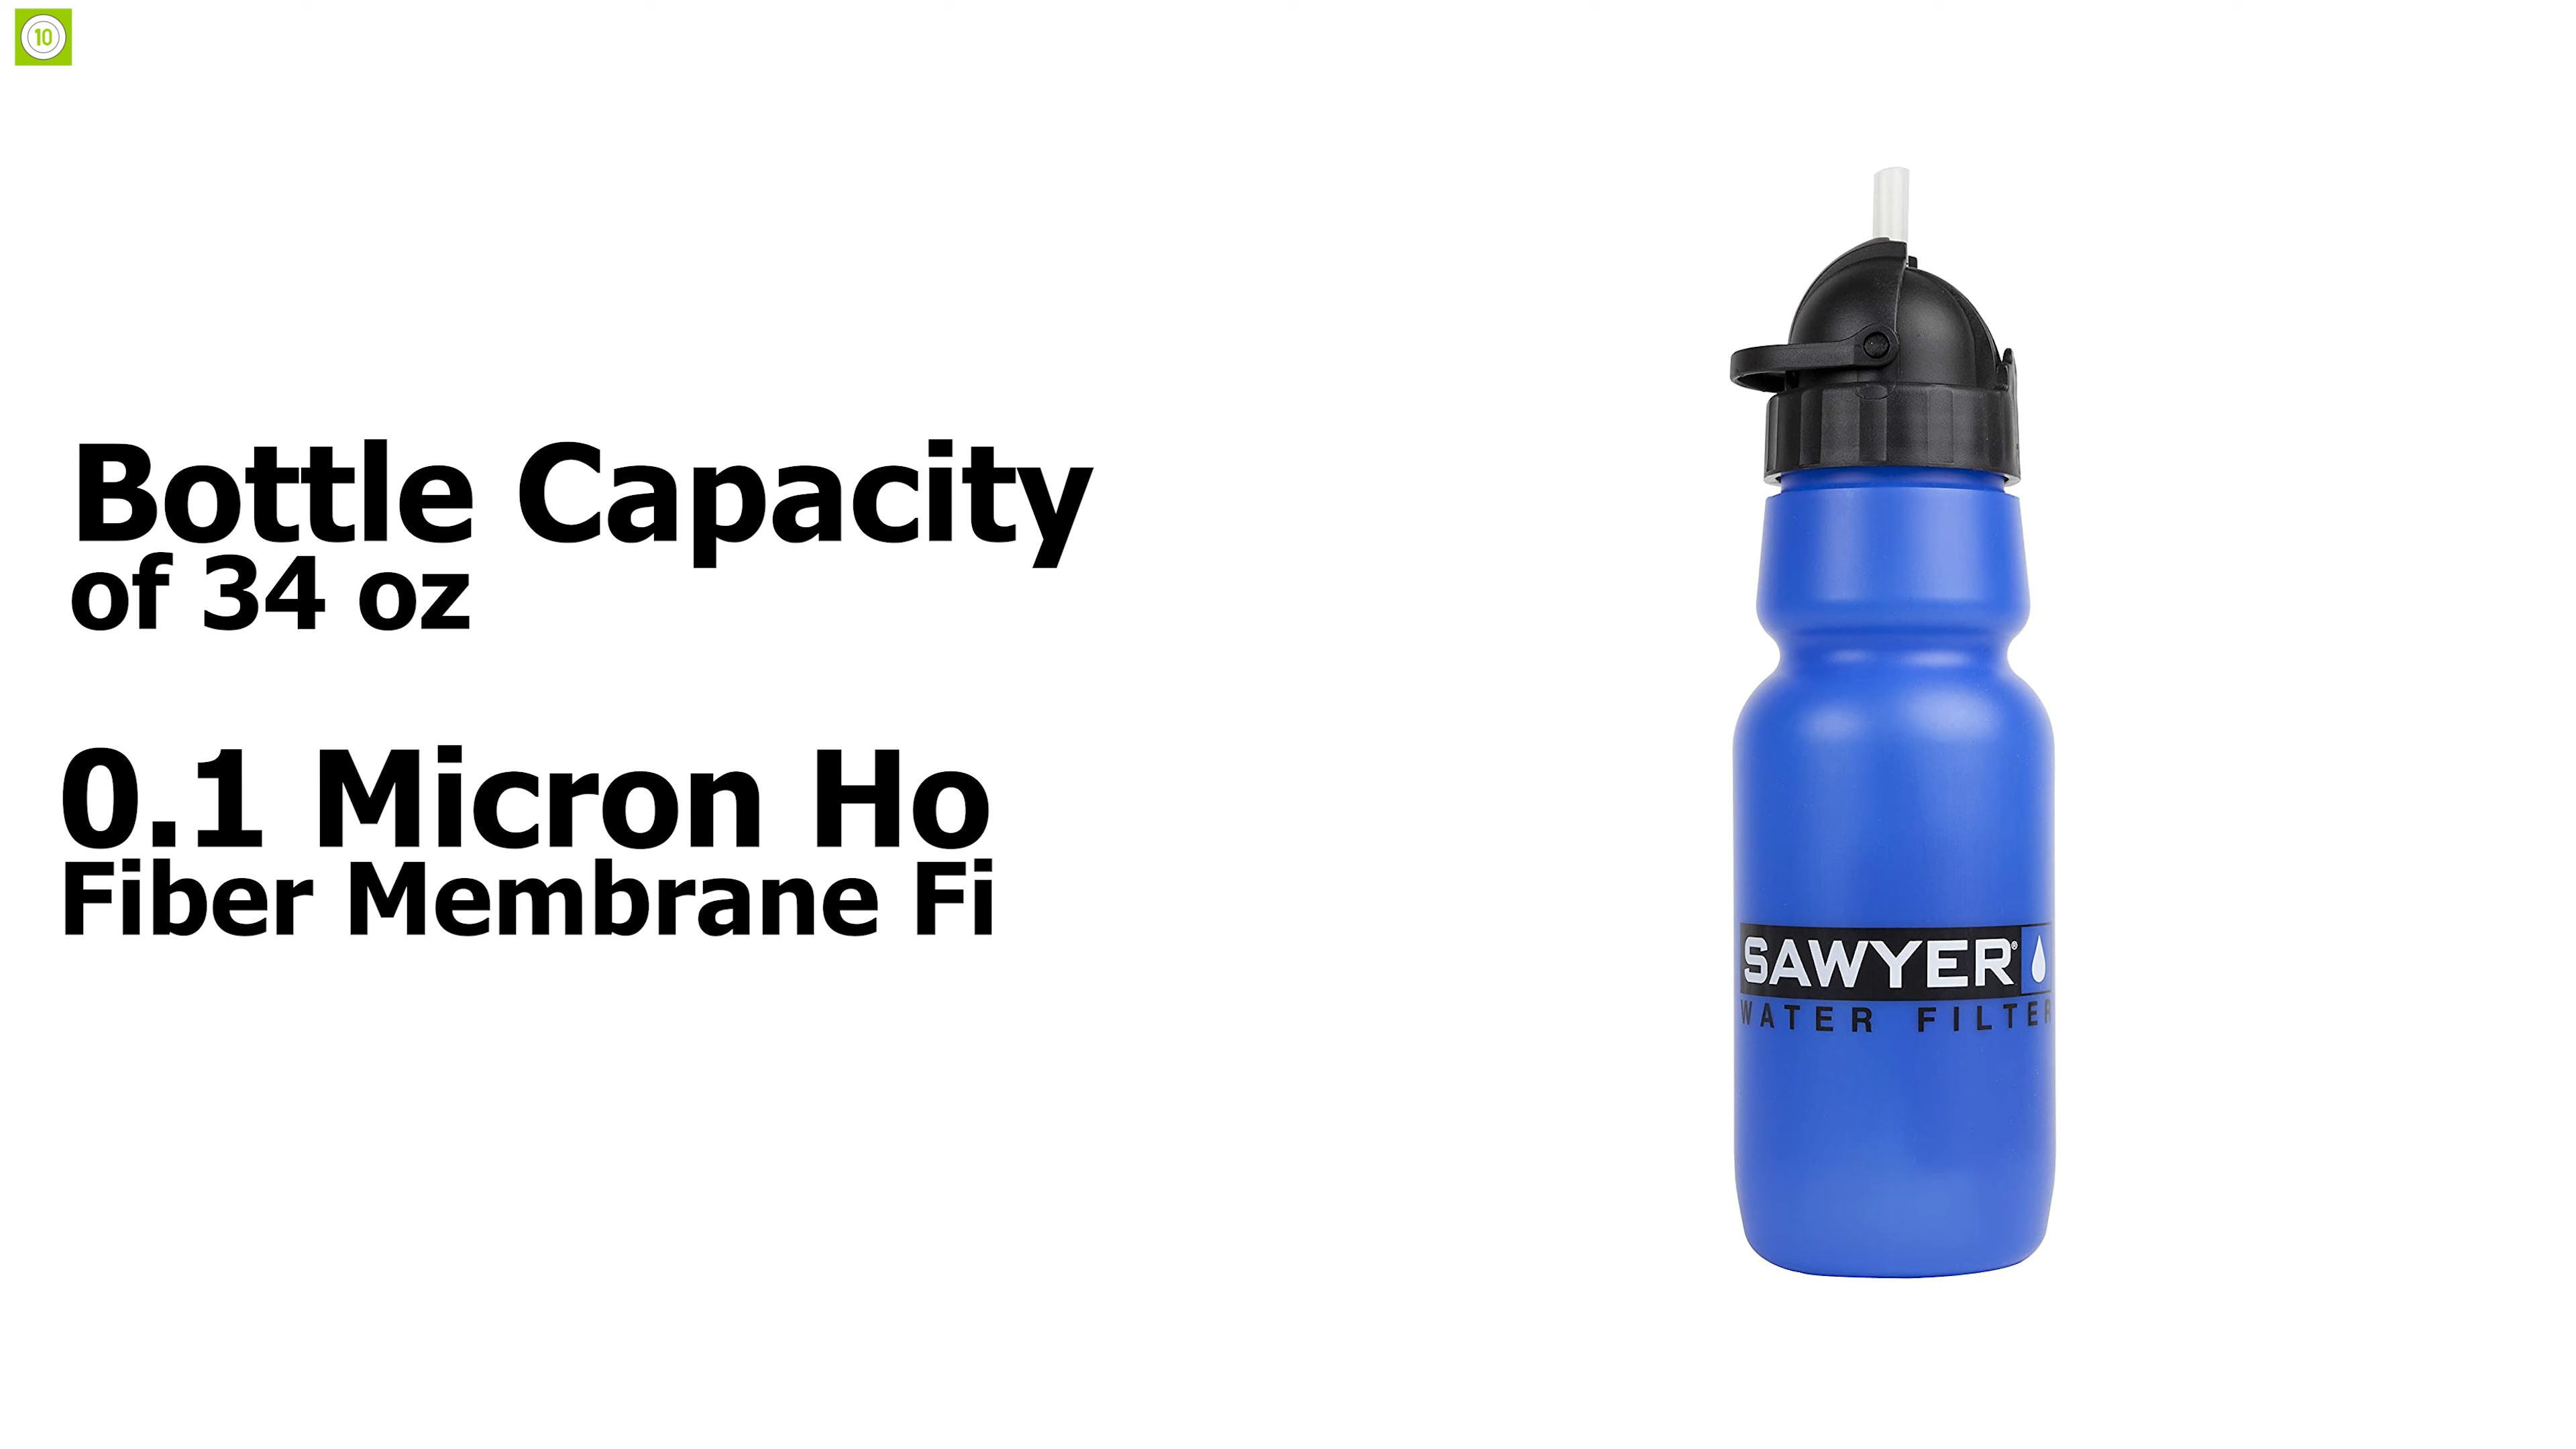 10
Bottle Capacity
of 34 oz
0.1 Micron Ho
Fiber Membrane Fi
SAWYER®
WATER FILTER